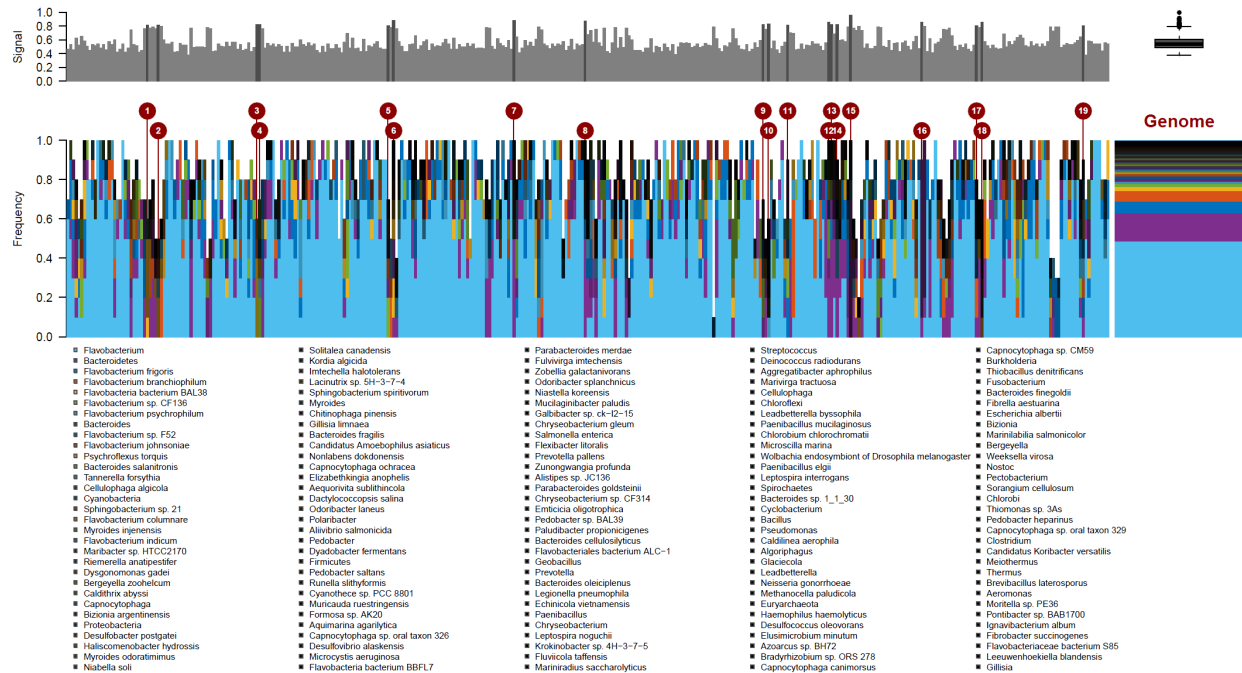 Signal
1.0
0.8
0.6
0.4
0.2
0.0
1 3 5 7 9 11 13 15 17 19
2 4 6 8 10 12 14 16 18
Genome
Frequency
1.0
0.8
0.6
0.4
0.2
0.0
Flavobacterium
Bacteroidetes
Flavobacterium frigoris
Flavobacterium branchiophilum
Flavobacteria bacterium BAL38
Flavobacterium sp. CF136
Flavobacterium psychrophilum
Bacteroides
Flavobacterium sp. F52
Flavobacterium johnsoniae
Psychroflexus torquis
Bacteroides salanitronis
Tannerella forsythia
Cellulophaga algicola
Cyanobacteria
Sphingobacterium sp. 21
Flavobacterium columnare
Myroides injenensis
Flavobacterium indicum
Maribacter sp. HTCC2170
Riemerella anatipestifer
Dysgonomonas gadei
Bergeyella zoohelcum
Caldithrix abyssi
Capnocytophaga
Bizionia argentinensis
Proteobacteria
Desulfobacter postgatei
Haliscomenobacter hydrossis
Myroides odoratimimus
Niabella soli
Solitalea canadensis
Kordia algicida
Imtechella halotolerans
Lacinutrix sp. 5H−3−7−4
Sphingobacterium spiritivorum
Myroides
Chitinophaga pinensis
Gillisia limnaea
Bacteroides fragilis
Candidatus Amoebophilus asiaticus
Nonlabens dokdonensis
Capnocytophaga ochracea
Elizabethkingia anophelis
Aequorivita sublithincola
Dactylococcopsis salina
Odoribacter laneus
Polaribacter
Aliivibrio salmonicida
Pedobacter
Dyadobacter fermentans
Firmicutes
Pedobacter saltans
Runella slithyformis
Cyanothece sp. PCC 8801
Muricauda ruestringensis
Formosa sp. AK20
Aquimarina agarilytica
Capnocytophaga sp. oral taxon 326
Desulfovibrio alaskensis
Microcystis aeruginosa
Flavobacteria bacterium BBFL7
Parabacteroides merdae
Fulvivirga imtechensis
Zobellia galactanivorans
Odoribacter splanchnicus
Niastella koreensis
Mucilaginibacter paludis
Galbibacter sp. ck−I2−15
Chryseobacterium gleum
Salmonella enterica
Flexibacter litoralis
Prevotella pallens
Zunongwangia profunda
Alistipes sp. JC136
Parabacteroides goldsteinii
Chryseobacterium sp. CF314
Emticicia oligotrophica
Pedobacter sp. BAL39
Paludibacter propionicigenes
Bacteroides cellulosilyticus
Flavobacteriales bacterium ALC−1
Geobacillus
Prevotella
Bacteroides oleiciplenus
Legionella pneumophila
Echinicola vietnamensis
Paenibacillus
Chryseobacterium
Leptospira noguchii
Krokinobacter sp. 4H−3−7−5
Fluviicola taffensis
Mariniradius saccharolyticus
Streptococcus
Deinococcus radiodurans
Aggregatibacter aphrophilus
Marivirga tractuosa
Cellulophaga
Chloroflexi
Leadbetterella byssophila
Paenibacillus mucilaginosus
Chlorobium chlorochromatii
Microscilla marina
Wolbachia endosymbiont of Drosophila melanogaster
Paenibacillus elgii
Leptospira interrogans
Spirochaetes
Bacteroides sp. 1_1_30
Cyclobacterium
Bacillus
Pseudomonas
Caldilinea aerophila
Algoriphagus
Glaciecola
Leadbetterella
Neisseria gonorrhoeae
Methanocella paludicola
Euryarchaeota
Haemophilus haemolyticus
Desulfococcus oleovorans
Elusimicrobium minutum
Azoarcus sp. BH72
Bradyrhizobium sp. ORS 278
Capnocytophaga canimorsus
Capnocytophaga sp. CM59
Burkholderia
Thiobacillus denitrificans
Fusobacterium
Bacteroides finegoldii
Fibrella aestuarina
Escherichia albertii
Bizionia
Marinilabilia salmonicolor
Bergeyella
Weeksella virosa
Nostoc
Pectobacterium
Sorangium cellulosum
Chlorobi
Thiomonas sp. 3As
Pedobacter heparinus
Capnocytophaga sp. oral taxon 329
Clostridium
Candidatus Koribacter versatilis
Meiothermus
Thermus
Brevibacillus laterosporus
Aeromonas
Moritella sp. PE36
Pontibacter sp. BAB1700
Ignavibacterium album
Fibrobacter succinogenes
Flavobacteriaceae bacterium S85
Leeuwenhoekiella blandensis
Gillisia